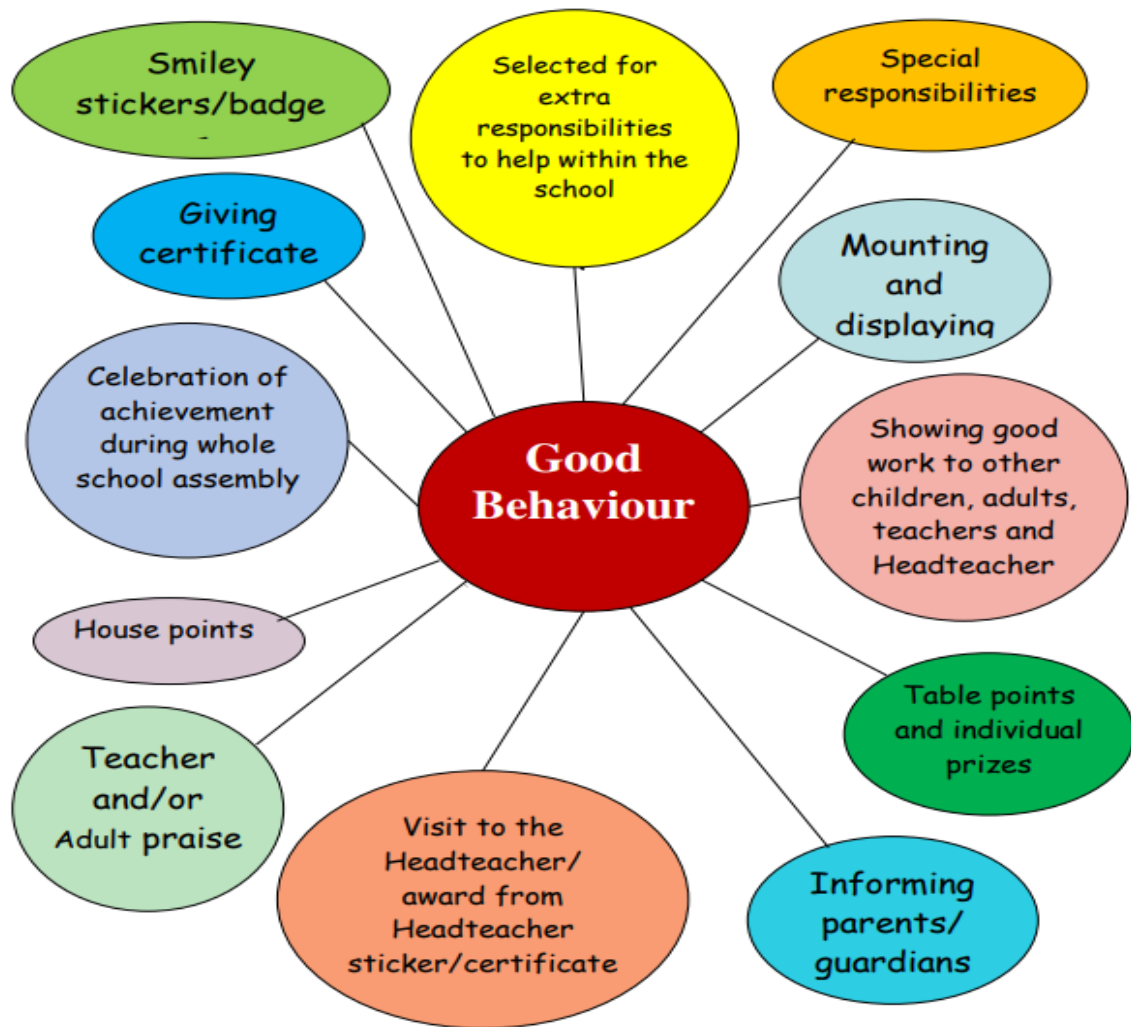 Smiley
stickers/badge
Selected for
extra
responsibilities
to help within the
school
Special
responsibilities
Giving
certificate
Mounting
and
displaying
Celebration of
achievement
during whole
school assembly
Good
Behaviour
Showing good
work to other
children, adults,
teachers and
Headteacher
House points
Table points
and individual
prizes
Teacher
and/or
Adult praise
Visit to the
Headteacher/
award from
Headteacher
sticker/certificate
Informing
parents/
guardians